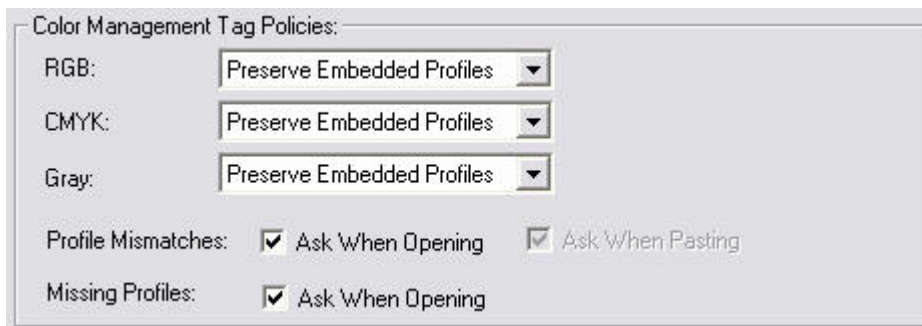 Color Management Tag Policies:
RGB: Preserve Embedded Profiles
CMYK: Preserve Embedded Profiles
Gray: Preserve Embedded Profiles
Profile Mismatches: Ask When Opening Ask When Pasting
Missing Profiles: Ask When Opening